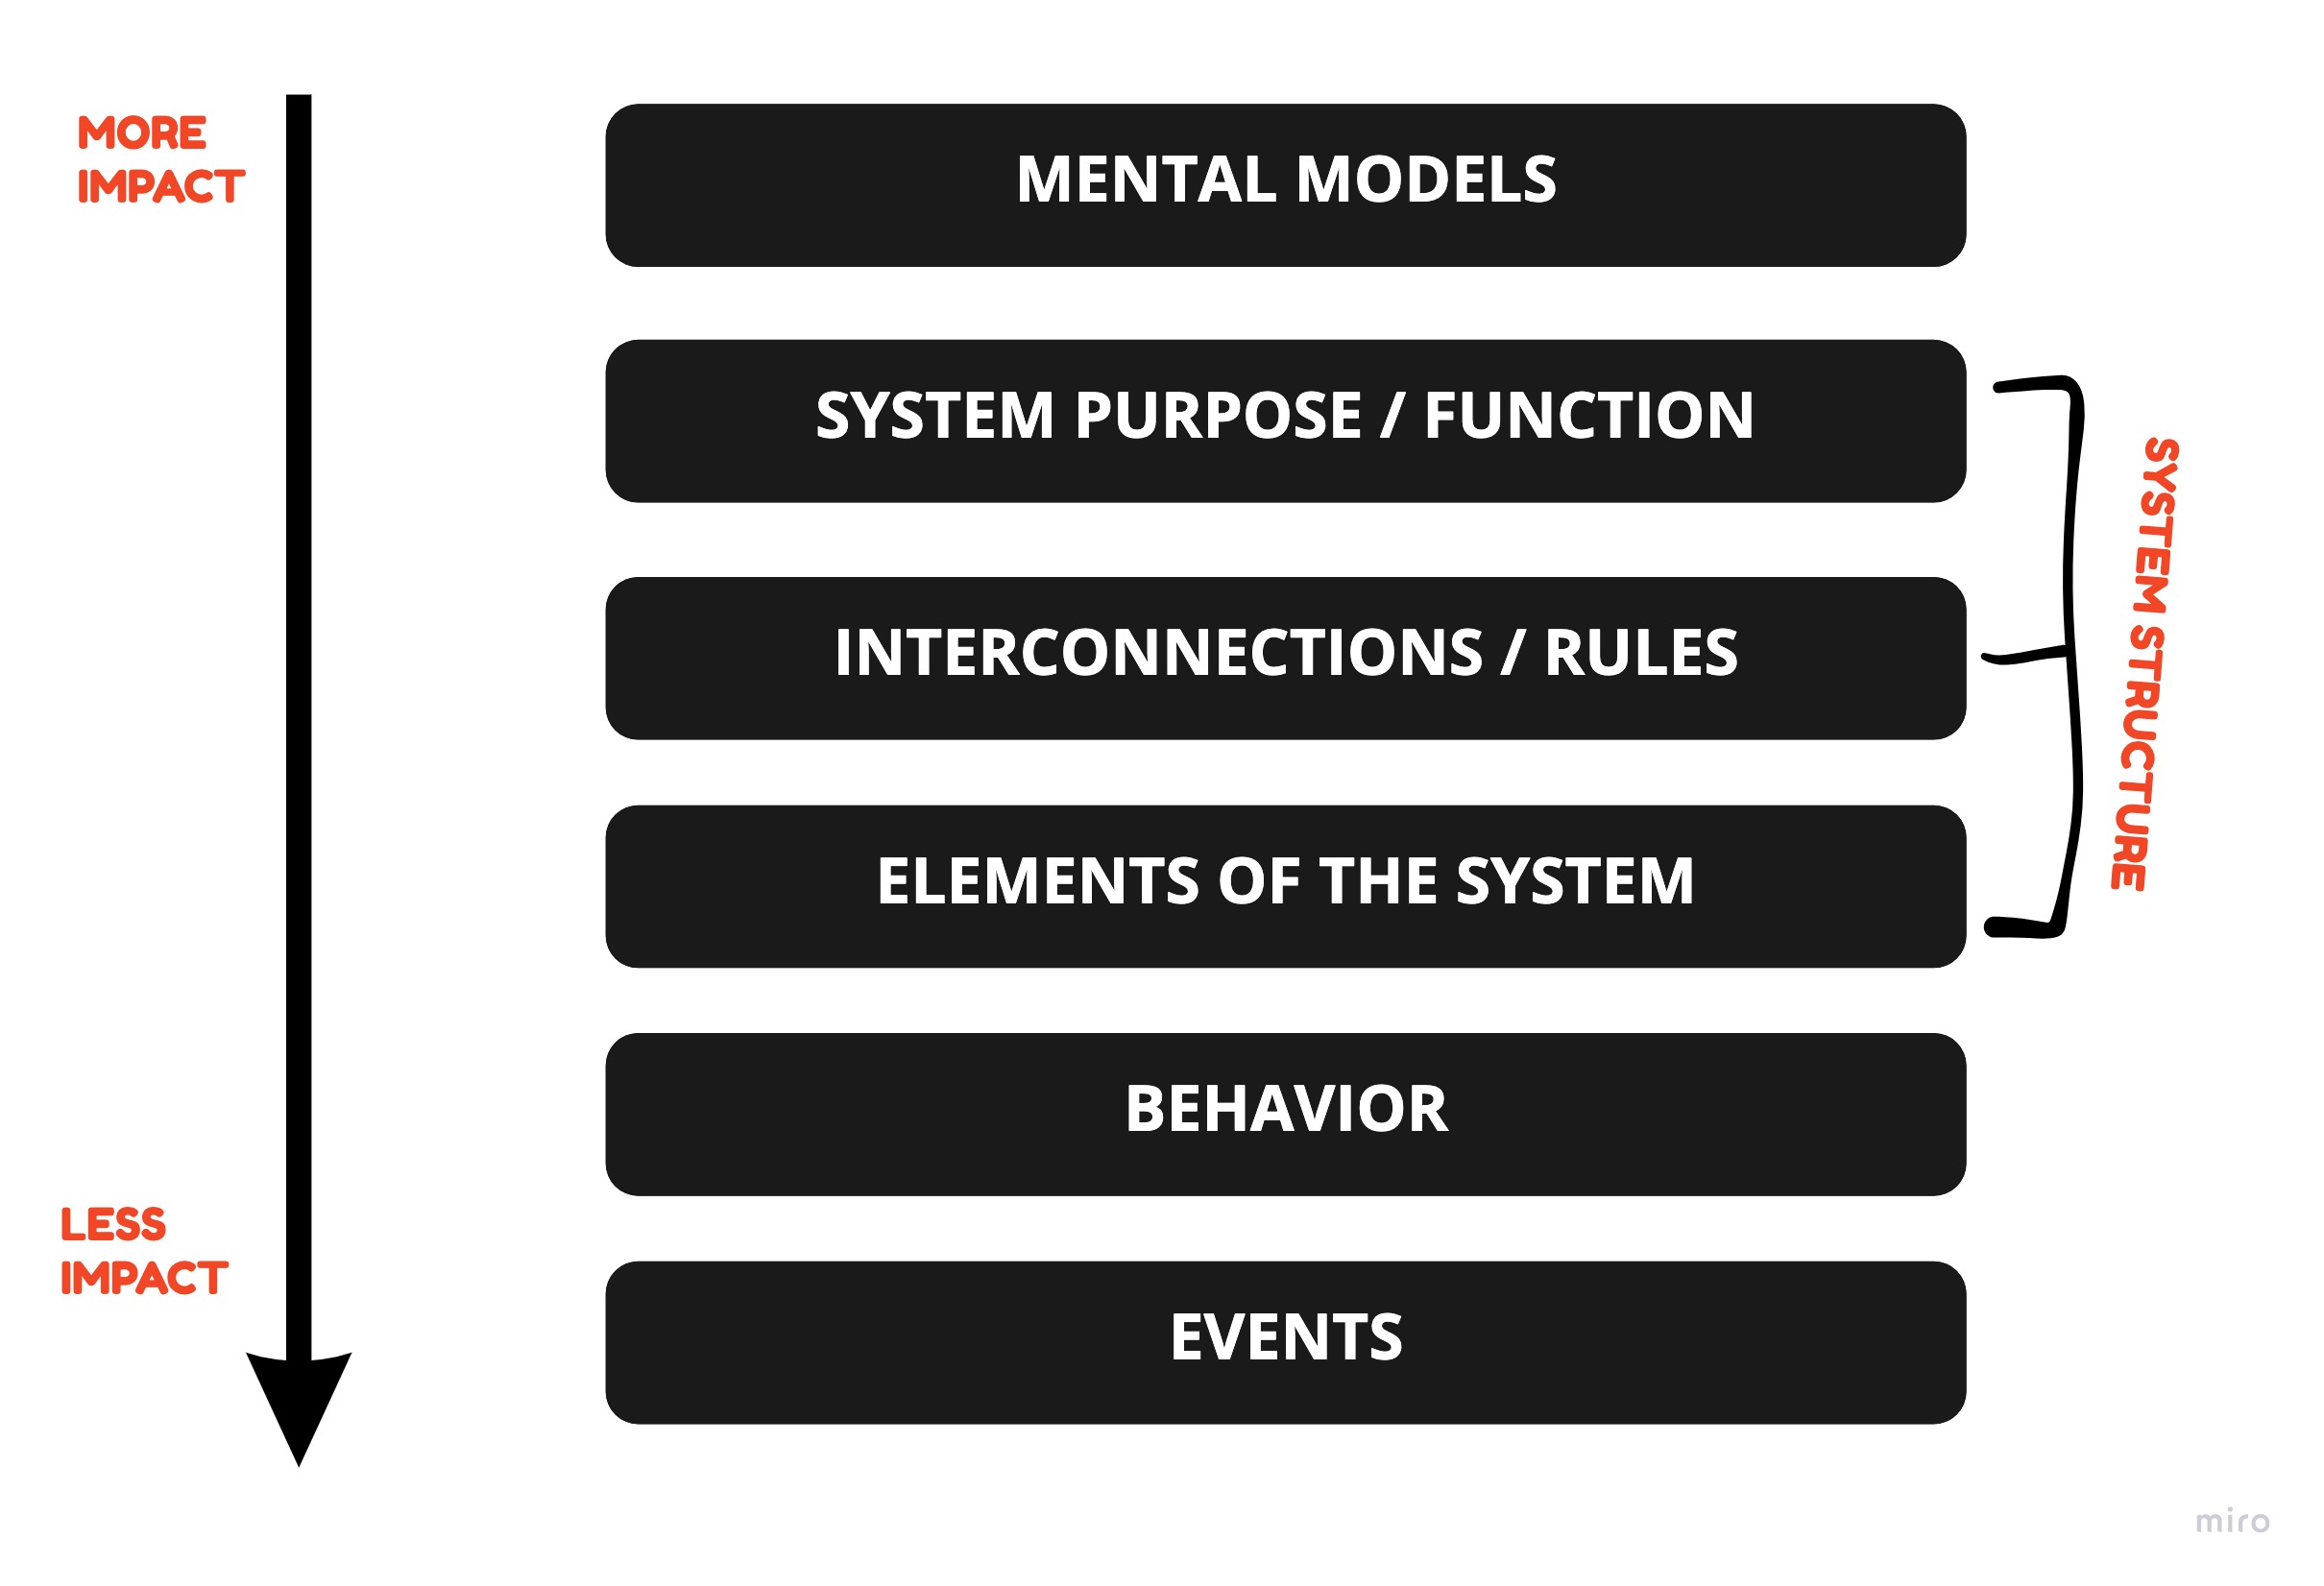 MORE
IMPACT
MENTAL MODELS
SYSTEM PURPOSE / FUNCTION
INTERCONNECTIONS / RULES
SYSTEM STRUCTURE
ELEMENTS OF THE SYSTEM
BEHAVIOR
LESS
IMPACT
EVENTS
miro